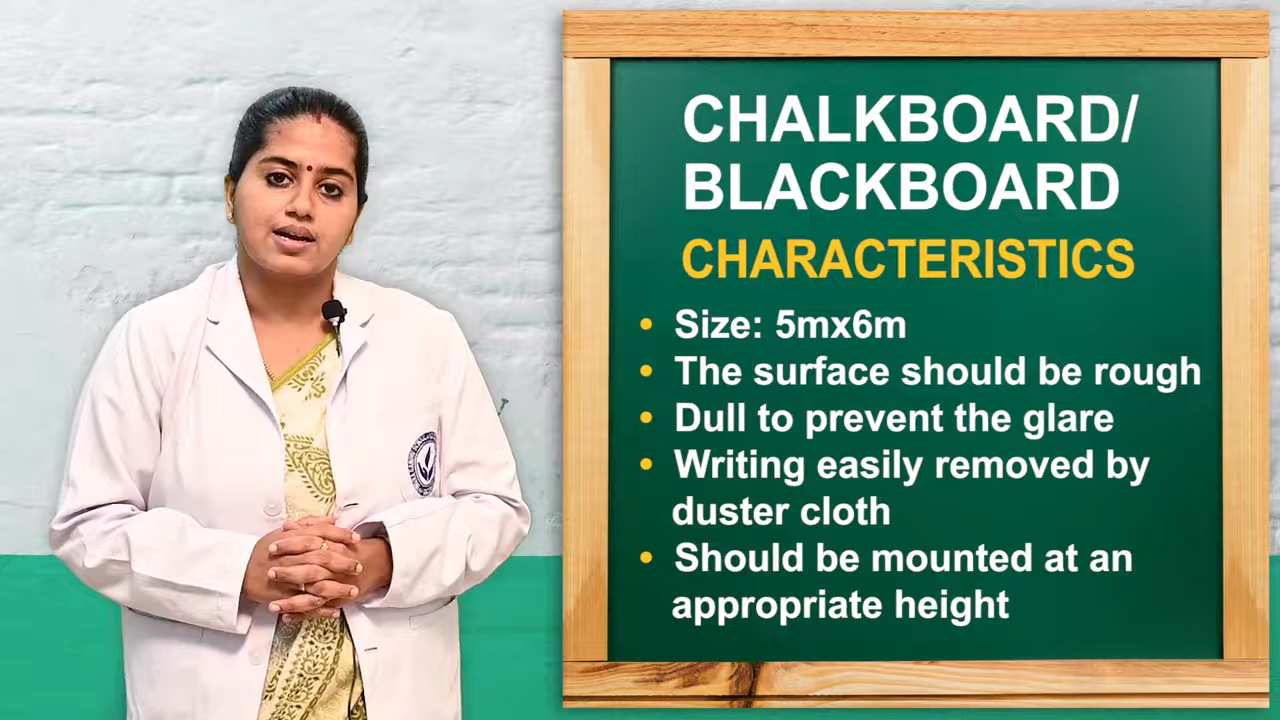 CHALKBOARD/
BLACKBOARD
CHARACTERISTICS
• Size: 5mx6m
• The surface should be rough
• Dull to prevent the glare
• Writing easily removed by
duster cloth
• Should be mounted at an
appropriate height